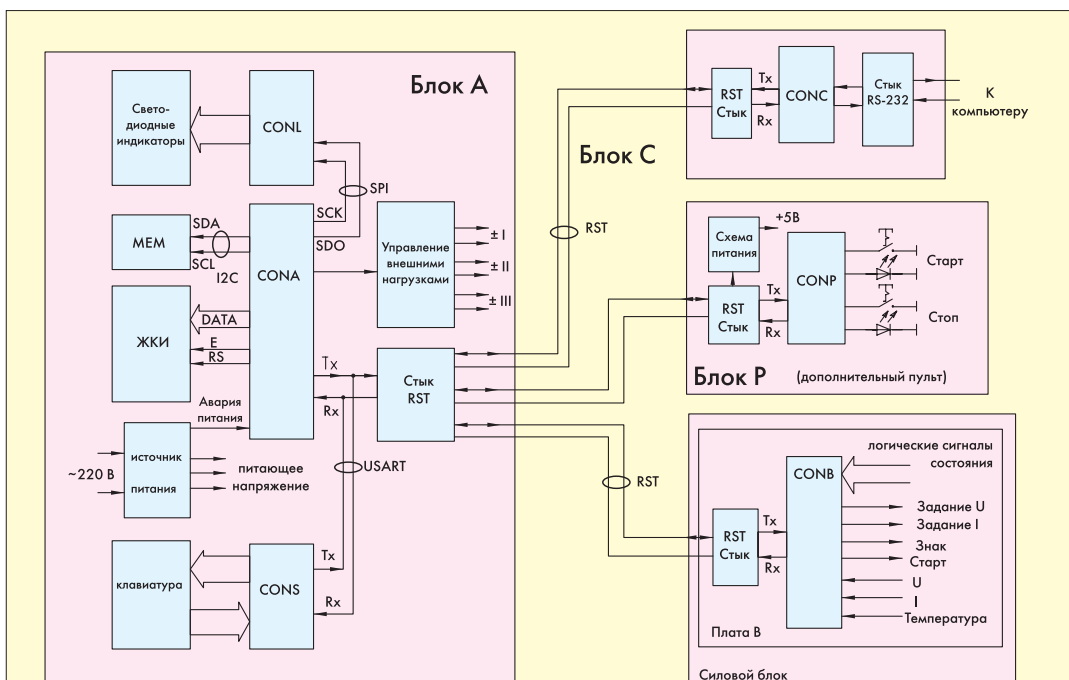 Блок А
Свето-
диодные
индикаторы
CONL
SPI
SCK
SDO
МЕМ
SDA
SCL
I2C
CONA
Управление
внешними
нагрузками
± I
± II
± III
ЖКИ
DATA
E
RS
Tx
Rx
Стык
RST
Авария
питания
~220 В
источник
питания
питающее
напряжение
USART
клавиатура
CONS
Tx
Rx
RST
RST
Блок С
RST
Стык
Tx
Rx
CONC
Стык
RS-232
К
компьютеру
Схема
питания
+5В
RST
Стык
Tx
Rx
CONP
Старт
Стоп
Блок Р
(дополнительный пульт)
логические сигналы
состояния
CONB
RST
Стык
Tx
Rx
Задание U
Задание I
Знак
Старт
U
I
Температура
Плата В
Силовой блок